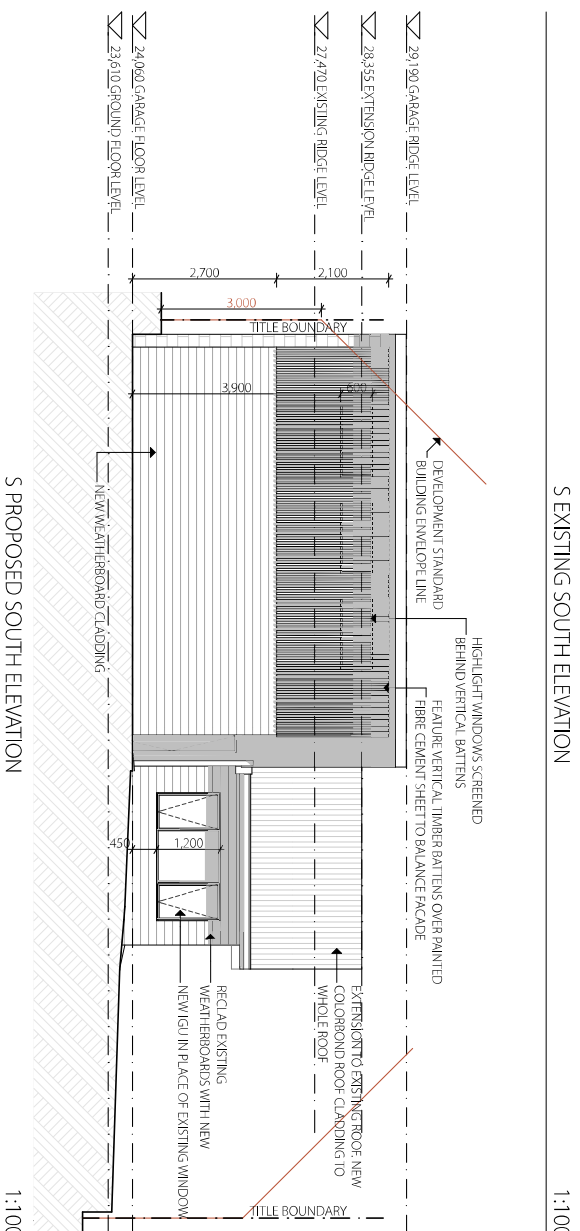 S EXISTING SOUTH ELEVATION
1:100
29,190 GARAGE RIDGE LEVEL
28,355 EXTENSION RIDGE LEVEL
27,470 EXISTING RIDGE LEVEL
24,060 GARAGE FLOOR LEVEL
23,610 GROUND FLOOR LEVEL
2,100
2,700
3,000
TITLE BOUNDARY
600
3,900
DEVELOPMENT STANDARD
BUILDING ENVELOPE LINE
HIGHLIGHT WINDOWS SCREENED
BEHIND VERTICAL BATTENS
FEATURE VERTICAL TIMBER BATTENS OVER PAINTED
FIBRE CEMENT SHEET TO BALANCE FACADE
NEW WEATHERBOARD CLADDING
1,200
450
EXTENSION TO EXISTING ROOF, NEW
COLORBOND ROOF CLADDING TO
WHOLE ROOF
RECLAD EXISTING
WEATHERBOARDS WITH NEW
NEW IGU IN PLACE OF EXISTING WINDOW
TITLE BOUNDARY
S PROPOSED SOUTH ELEVATION
1:100